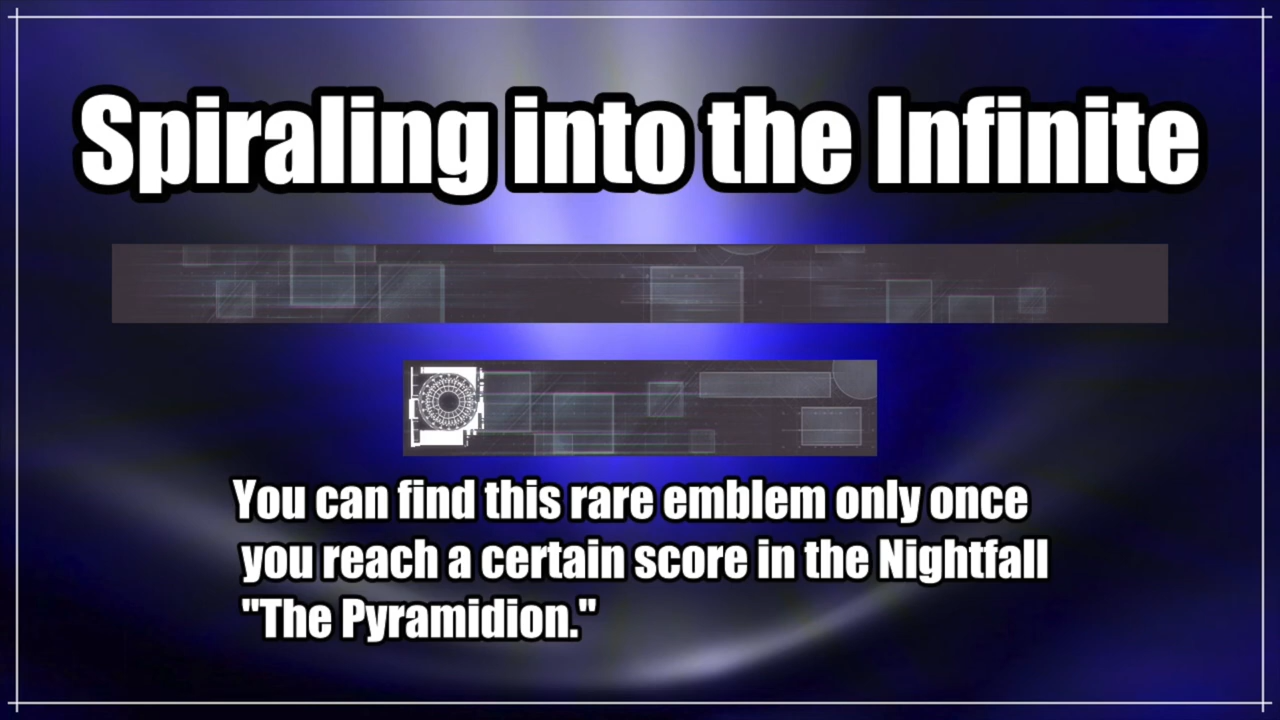 Spiraling into the Infinite
You can find this rare emblem only once
you reach a certain score in the Nightfall
"The Pyramidion."